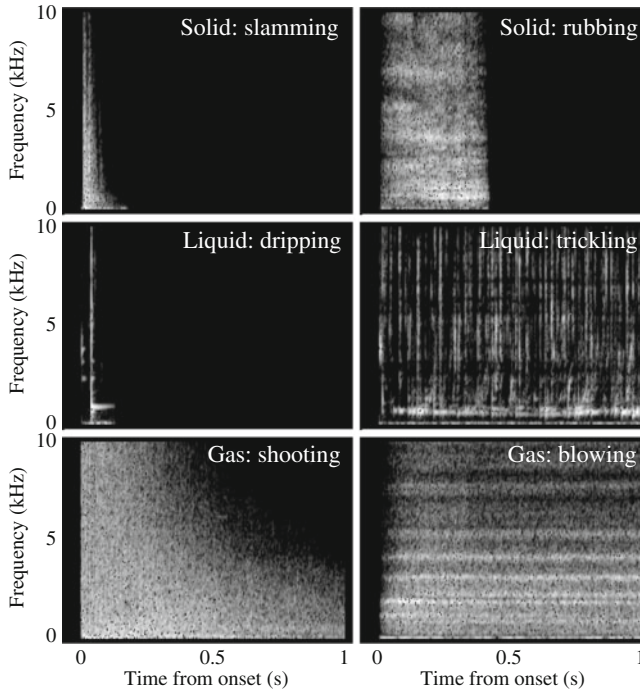 10
Solid: slamming
Solid: rubbing
Frequency (kHz)
5
0
10
Liquid: dripping
Liquid: trickling
Frequency (kHz)
5
0
10
Gas: shooting
Gas: blowing
Frequency (kHz)
5
0
0 0.5 1
0 0.5 1
Time from onset (s)
Time from onset (s)